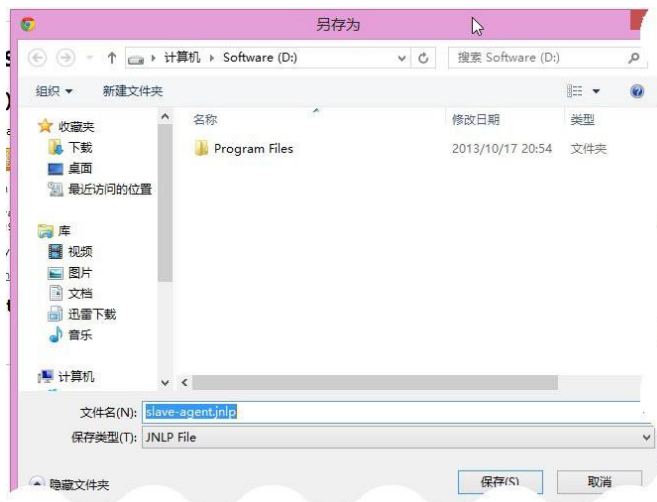 另存为
计算机 Software (D:)
搜索 Software (D:)
组织 新建文件夹
名称 修改日期 类型
收藏夹
下载
桌面
最近访问的位置
库
视频
图片
文档
迅雷下载
音乐
计算机
Program Files 2013/10/17 20:54 文件夹
文件名(N): slave-agent.jnlp
保存类型(T): JNLP File
隐藏文件夹
保存(S) 取消